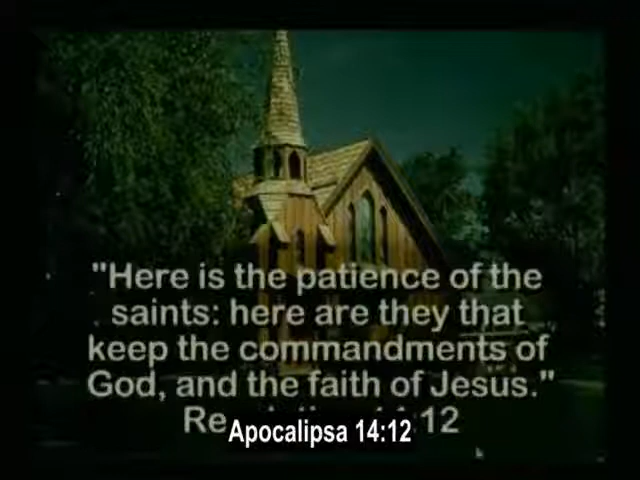 "Here is the patience of the
saints: here are they that
keep the commandments of
God, and the faith of Jesus."
12
Apocalipsa 14:12